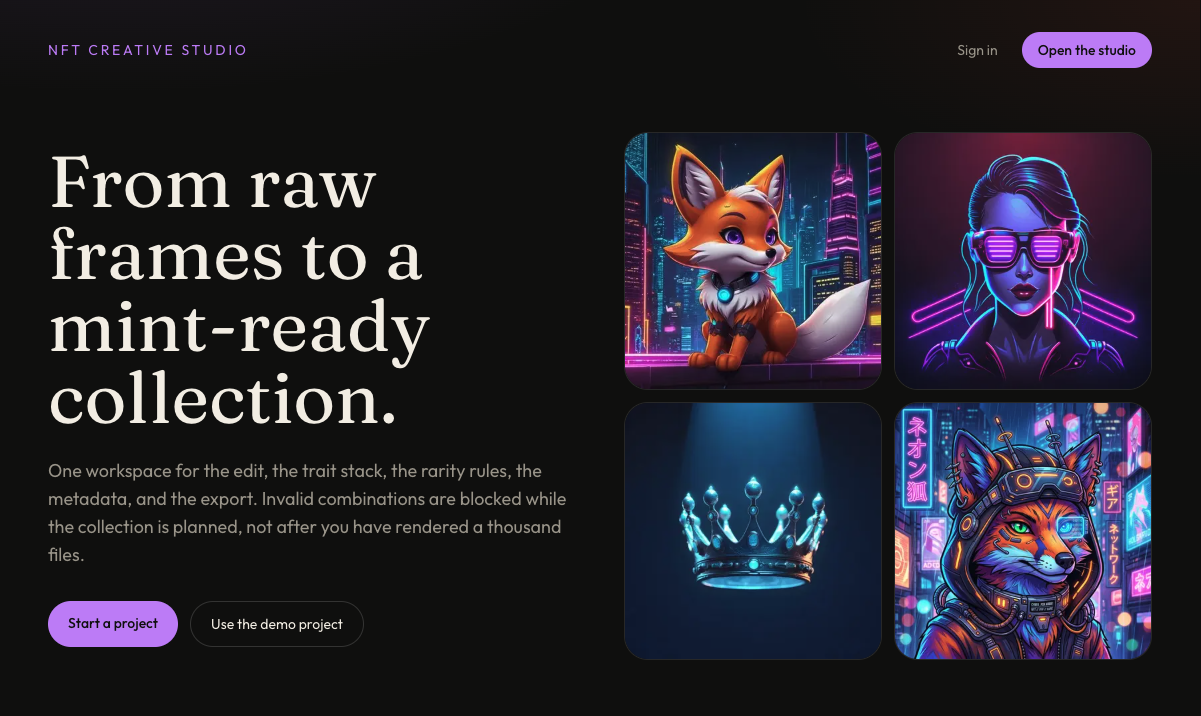 NFT CREATIVE STUDIO
Sign in
Open the studio
From raw
frames to a
mint-ready
collection.
One workspace for the edit, the trait stack, the rarity rules, the
metadata, and the export. Invalid combinations are blocked while
the collection is planned, not after you have rendered a thousand
files.
Start a project
Use the demo project
ネオン狐
ギア
ネットワーク